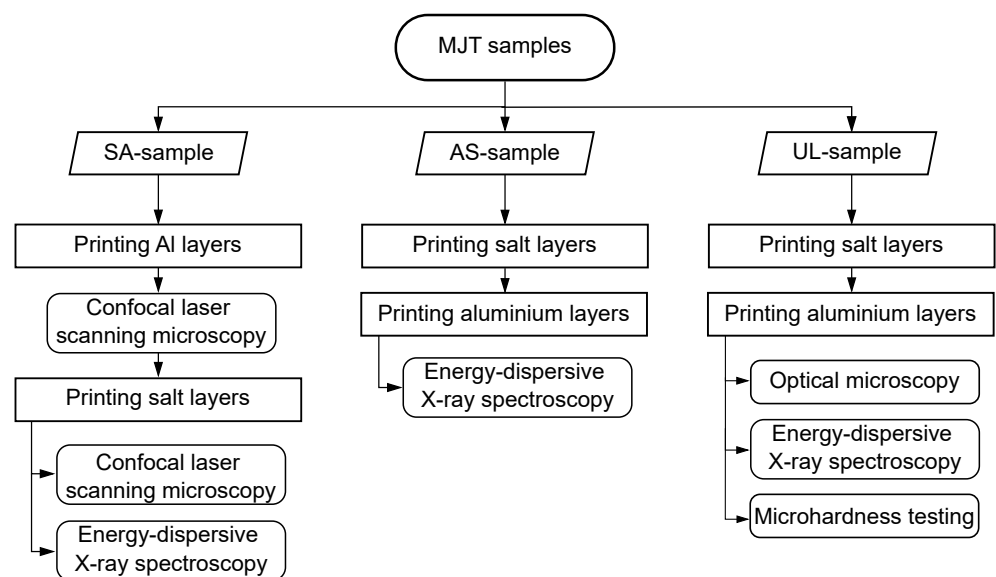 MJT samples
SA-sample
AS-sample
UL-sample
Printing Al layers
Confocal laser
scanning microscopy
Printing salt layers
Confocal laser
scanning microscopy
Energy-dispersive
X-ray spectroscopy
Printing salt layers
Printing aluminium layers
Energy-dispersive
X-ray spectroscopy
Printing salt layers
Printing aluminium layers
Optical microscopy
Energy-dispersive
X-ray spectroscopy
Microhardness testing